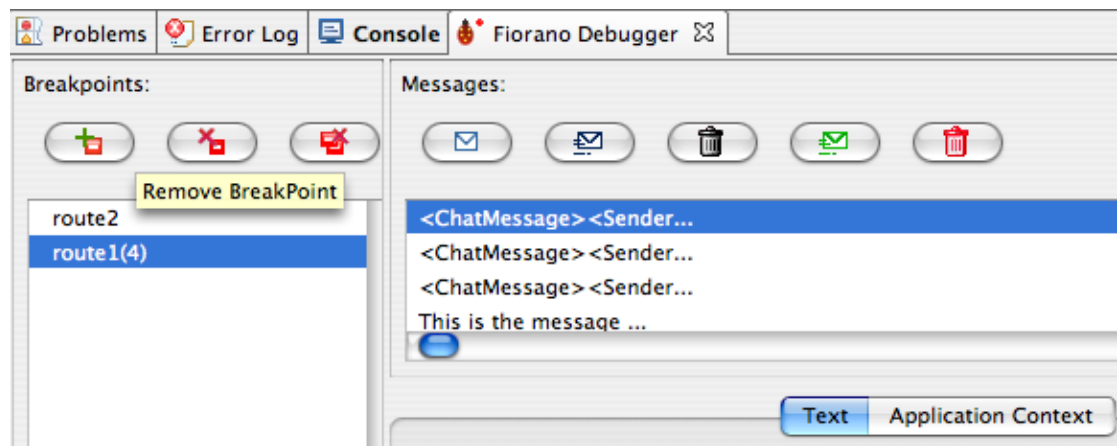 Problems Error Log Console Fiorano Debugger
Breakpoints:
Remove BreakPoint
route2
route1(4)
Messages:
<ChatMessage><Sender...
<ChatMessage><Sender...
<ChatMessage><Sender...
This is the message ...
Text Application Context